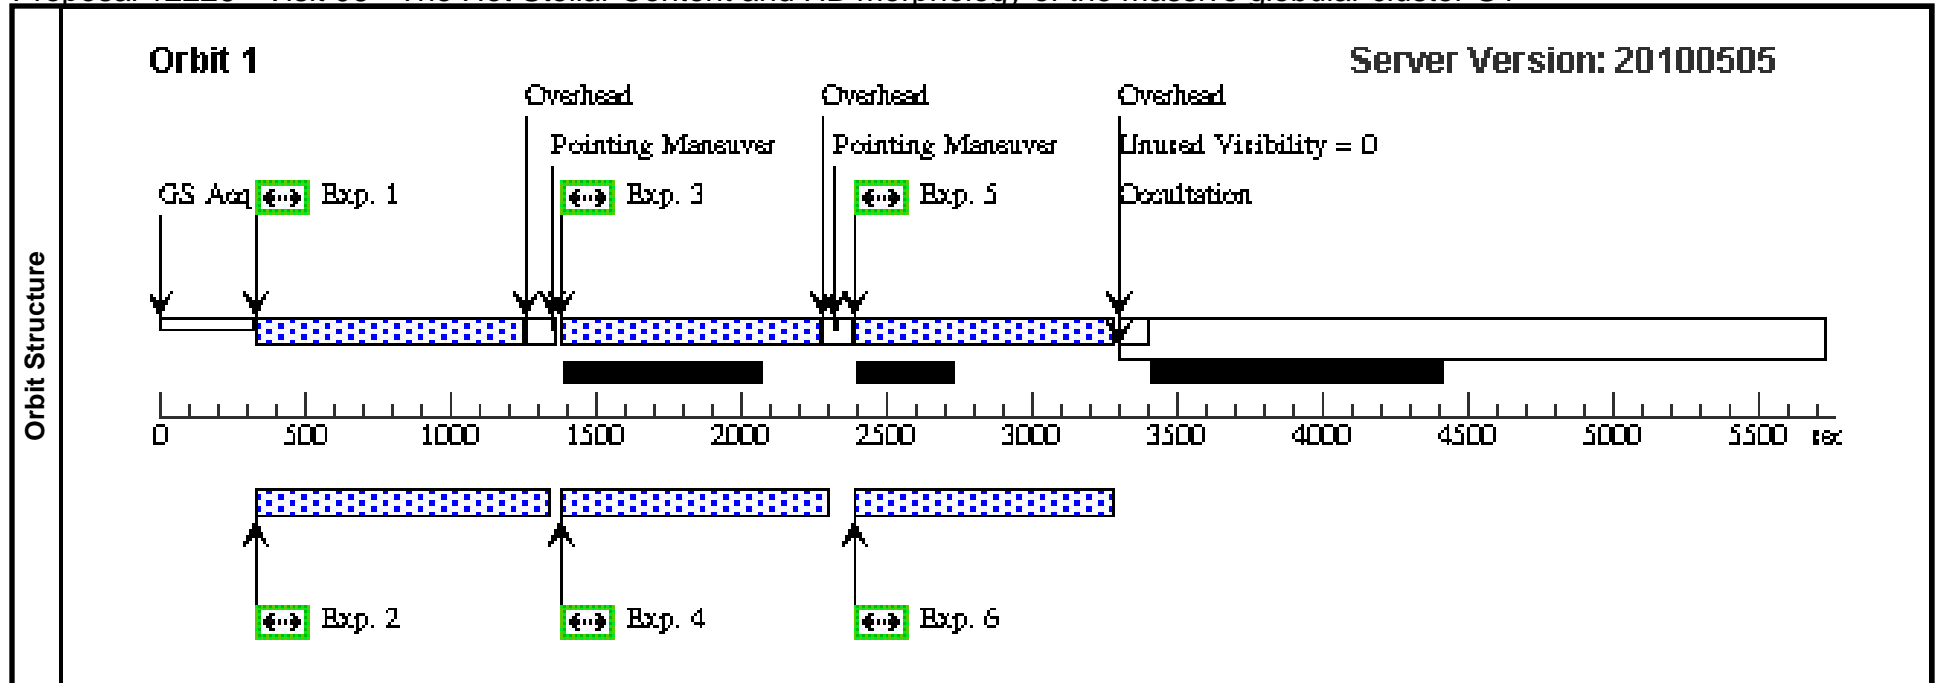 Orbit 1
Server Version: 20100505
Overhead Overhead Overhead
Pointing Maneuver Pointing Maneuver Unused Visibility = 0
GS Acq Exp. 1 Exp. 3 Exp. 5 Occultation
Orbit Structure
0 500 1000 1500 2000 2500 3000 3500 4000 4500 5000 5500 sec
Exp. 2 Exp. 4 Exp. 6